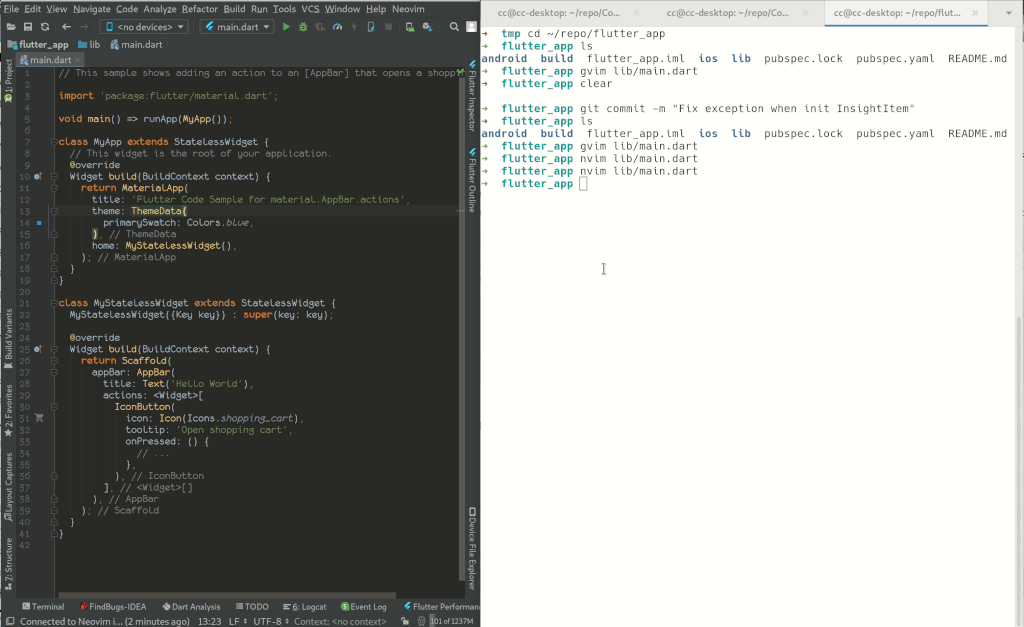 File Edit View Navigate Code Analyze Refactor Build Run Tools VCS Window Help Neovim
<no devices> main.dart
flutter_app lib main.dart
main.dart
1: Project
Build Variants
2: Favorites
Layout Captures
7: Structure
1 // This sample shows adding an action to an [AppBar] that opens a shopp
2
3 import 'package:flutter/material.dart';
4
5 void main() => runApp(MyApp());
6
7 class MyApp extends StatelessWidget {
8 // This widget is the root of your application.
9 @override
10 Widget build(BuildContext context) {
11 return MaterialApp(
12 title: 'Flutter Code Sample for material.AppBar.actions',
13 theme: ThemeData(
14 primarySwatch: Colors.blue,
15 ), // ThemeData
16 home: MyStatelessWidget(),
17 ); // MaterialApp
18 }
19 }
20
21 class MyStatelessWidget extends StatelessWidget {
22 MyStatelessWidget({Key key}) : super(key: key);
23
24 @override
25 Widget build(BuildContext context) {
26 return Scaffold(
27 appBar: AppBar(
28 title: Text('Hello World'),
29 actions: <Widget>[
30 IconButton(
31 icon: Icon(Icons.shopping_cart),
32 tooltip: 'Open shopping cart',
33 onPressed: () {
34 // ...
35 },
36 ), // IconButton
37 ], // <Widget>[]
38 ), // AppBar
39 ); // Scaffold
40 }
41 }
42
Flutter Inspector
Flutter Outline
Device File Explorer
Terminal FindBugs-IDEA Dart Analysis TODO 6: Logcat Event Log Flutter Performan
Connected to Neovim i... (2 minutes ago) 13:23 LF UTF-8 Context: <no context> 101 of 1237M
cc@cc-desktop: ~/repo/Co... cc@cc-desktop: ~/repo/Co... cc@cc-desktop: ~/repo/flut...
→ tmp cd ~/repo/flutter_app
→ flutter_app ls
android build flutter_app.iml ios lib pubspec.lock pubspec.yaml README.md
→ flutter_app gvim lib/main.dart
→ flutter_app clear
→ flutter_app git commit -m "Fix exception when init InsightItem"
→ flutter_app ls
android build flutter_app.iml ios lib pubspec.lock pubspec.yaml README.md
→ flutter_app gvim lib/main.dart
→ flutter_app nvim lib/main.dart
→ flutter_app nvim lib/main.dart
→ flutter_app